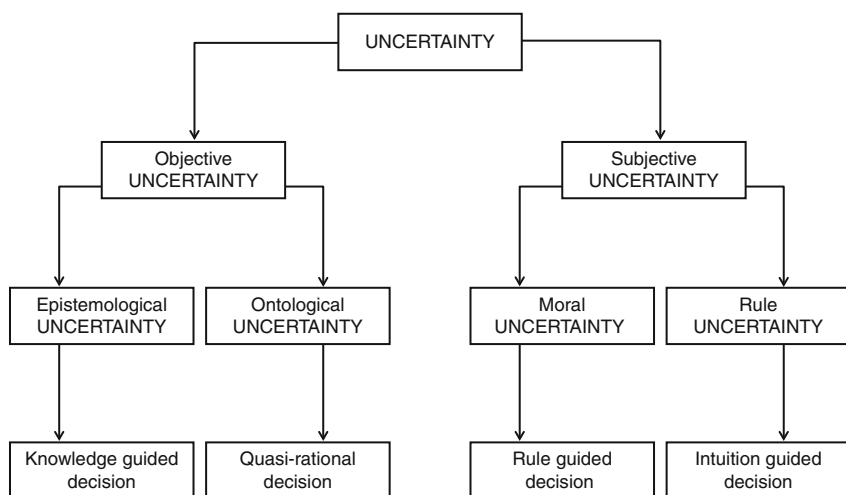 UNCERTAINTY
Objective
UNCERTAINTY
Subjective
UNCERTAINTY
Epistemological
UNCERTAINTY
Ontological
UNCERTAINTY
Moral
UNCERTAINTY
Rule
UNCERTAINTY
Knowledge guided
decision
Quasi-rational
decision
Rule guided
decision
Intuition guided
decision